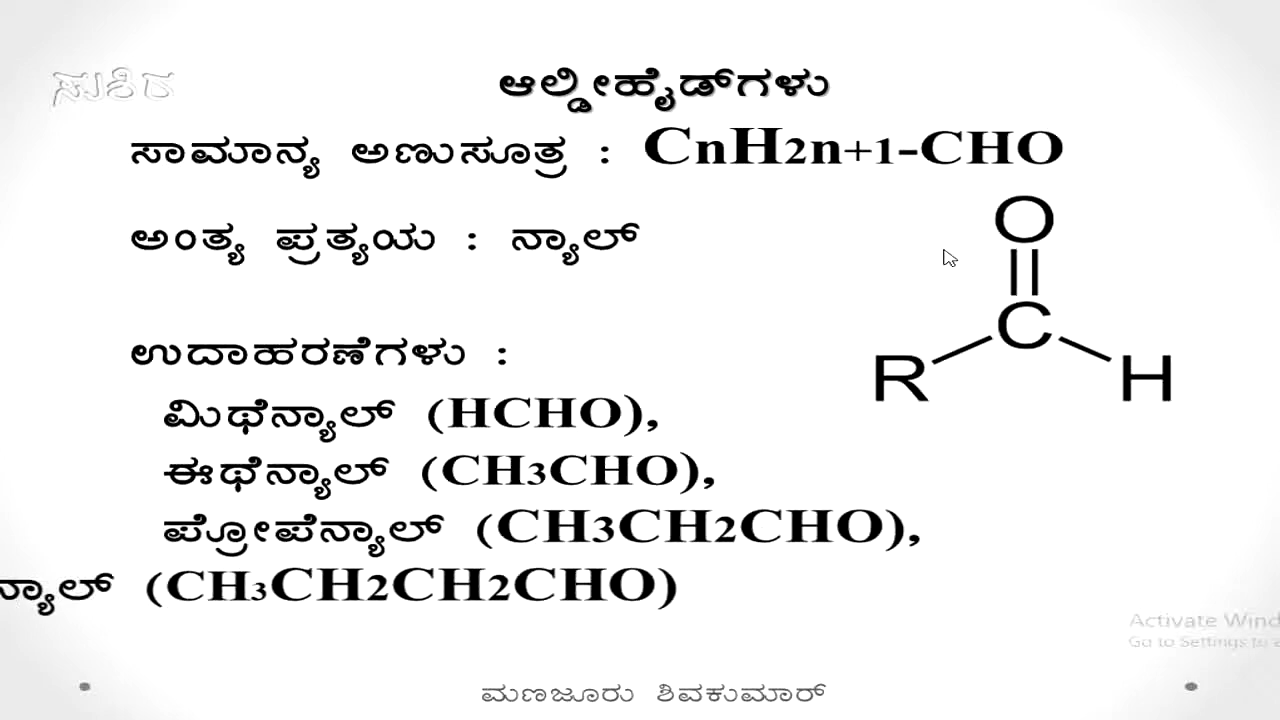 ಸುಶಿರ
ಆಲ್ಡೀಹೈಡ್‌ಗಳು
ಸಾಮಾನ್ಯ ಅಣುಸೂತ್ರ : CnH2n+1-CHO
ಅಂತ್ಯ ಪ್ರತ್ಯಯ : ನ್ಯಾಲ್
O
C
R H
ಉದಾಹರಣೆಗಳು :
ಮಿಥೆನ್ಯಾಲ್ (HCHO),
ಈಥೆನ್ಯಾಲ್ (CH3CHO),
ಪ್ರೋಪೆನ್ಯಾಲ್ (CH3CH2CHO),
ನ್ಯಾಲ್ (CH3CH2CH2CHO)
Activate Wind
Go to Settings to a
ಮಣಜೂರು ಶಿವಕುಮಾರ್